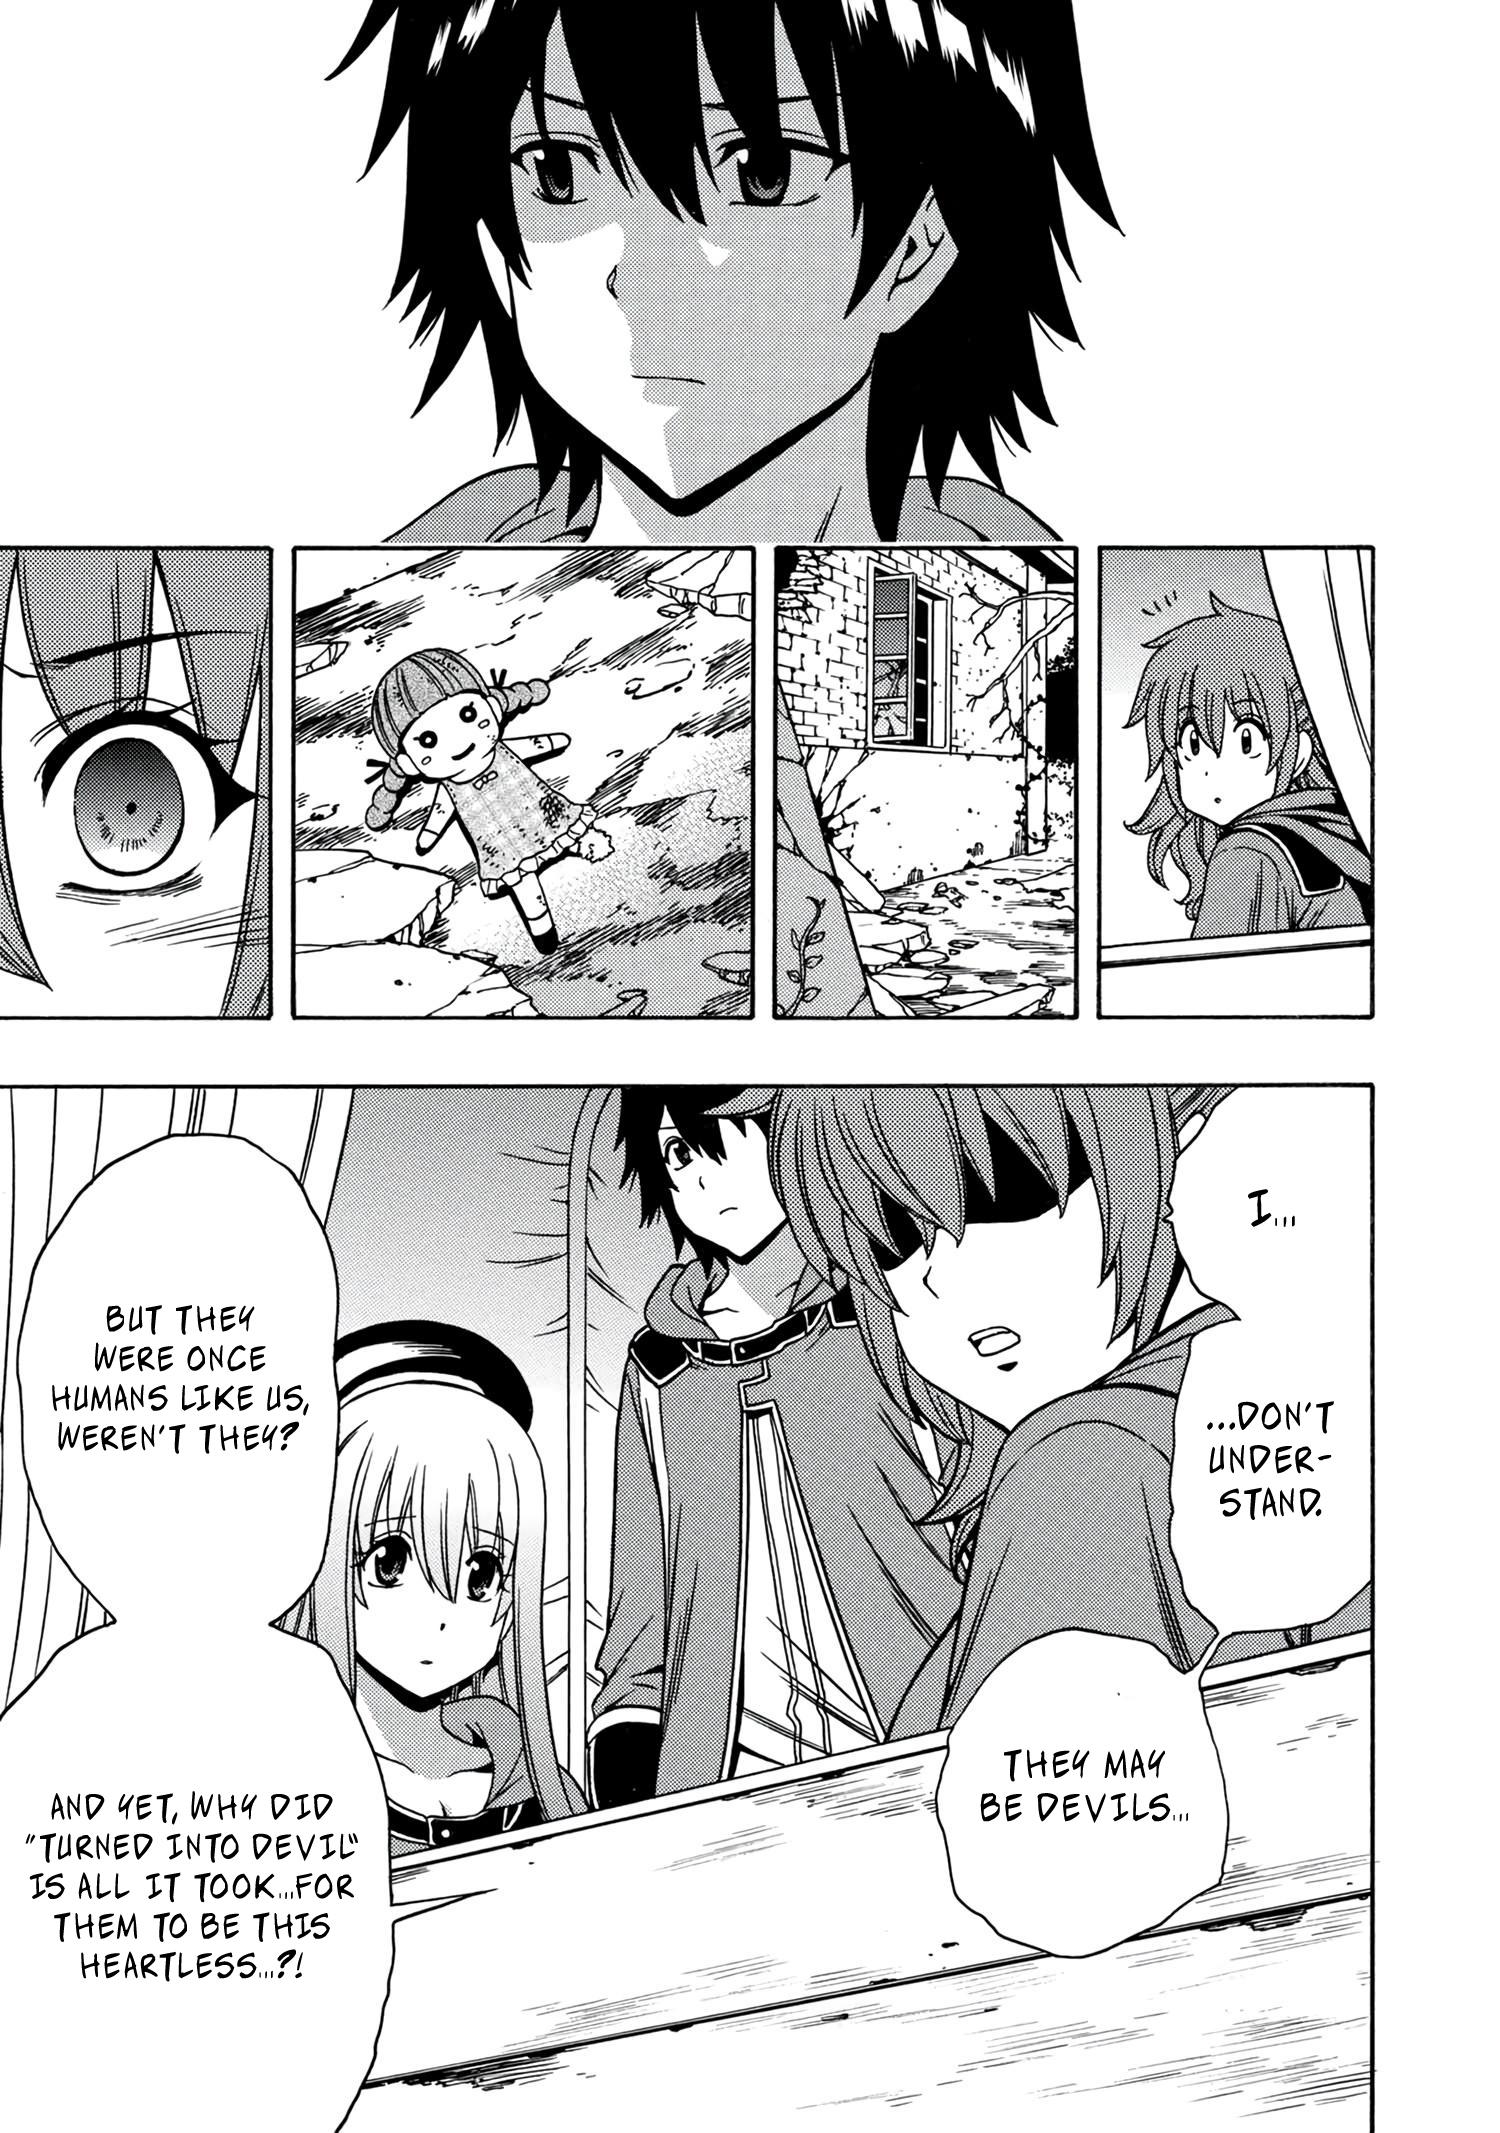 I...
...DON'T
UNDER-
STAND.
THEY MAY
BE DEVILS...
BUT THEY
WERE ONCE
HUMANS LIKE US,
WEREN'T THEY?
AND YET, WHY DID
"TURNED INTO DEVIL"
IS ALL IT TOOK...FOR
THEM TO BE THIS
HEARTLESS...?!